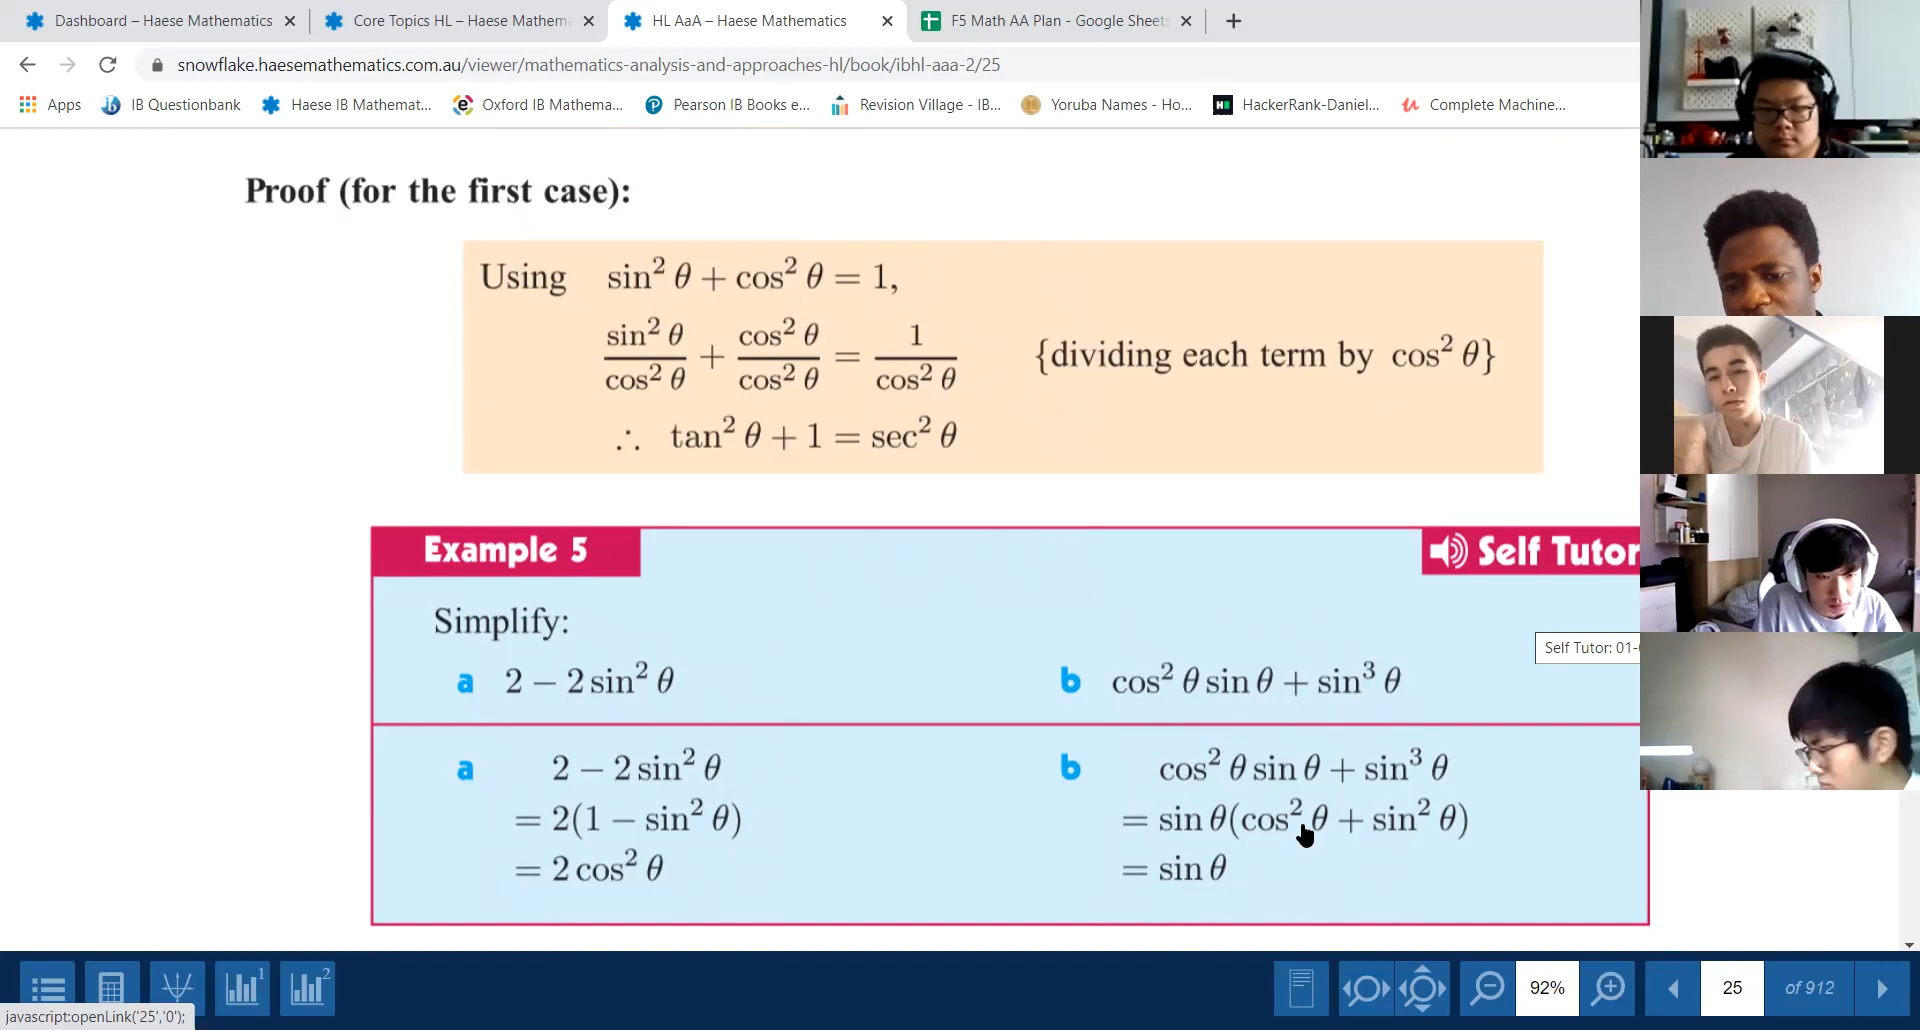 Dashboard – Haese Mathematics
Core Topics HL – Haese Mathem
HL AaA – Haese Mathematics
F5 Math AA Plan - Google Sheet
snowflake.haesemathematics.com.au/viewer/mathematics-analysis-and-approaches-hl/book/ibhl-aaa-2/25
Apps IB Questionbank Haese IB Mathemat... Oxford IB Mathema... Pearson IB Books e... Revision Village - IB... Yoruba Names - Ho... HackerRank-Daniel... Complete Machine...
Proof (for the first case):
Using sin² θ + cos² θ = 1,
sin² θ/cos² θ + cos² θ/cos² θ = 1/cos² θ {dividing each term by cos² θ}
∴ tan² θ + 1 = sec² θ
Example 5 Self Tutor
Simplify:
Self Tutor: 01-
a 2 − 2 sin² θ b cos² θ sin θ + sin³ θ
a 2 − 2 sin² θ
= 2(1 − sin² θ)
= 2 cos² θ
b cos² θ sin θ + sin³ θ
= sin θ(cos² θ + sin² θ)
= sin θ
1 2 92% 25 of 912
javascript:openLink('25','0');